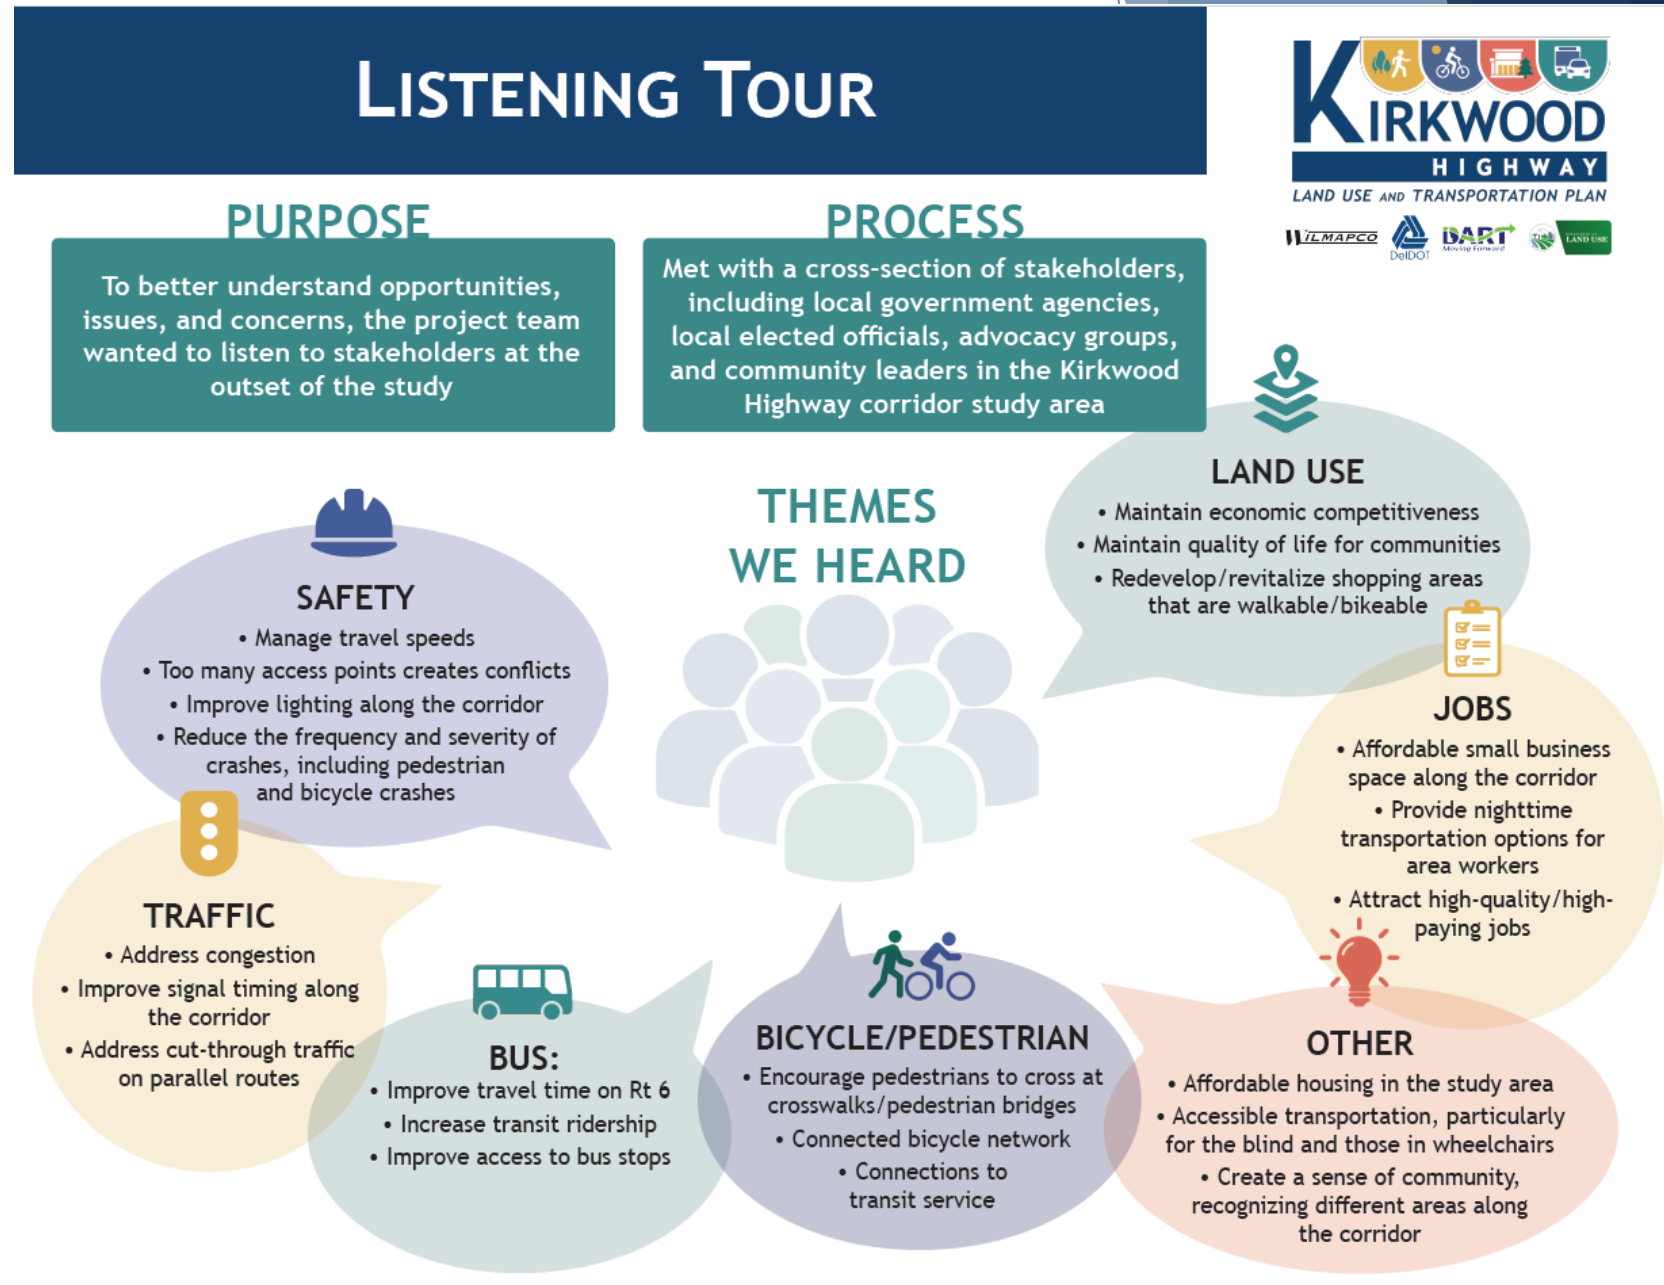 LISTENING TOUR
KIRKWOOD
HIGHWAY
LAND USE AND TRANSPORTATION PLAN
WILMAPCO
DelDOT
DART
Moving Forward
LAND USE
PURPOSE
To better understand opportunities,
issues, and concerns, the project team
wanted to listen to stakeholders at the
outset of the study
PROCESS
Met with a cross-section of stakeholders,
including local government agencies,
local elected officials, advocacy groups,
and community leaders in the Kirkwood
Highway corridor study area
THEMES
WE HEARD
LAND USE
• Maintain economic competitiveness
• Maintain quality of life for communities
• Redevelop/revitalize shopping areas
that are walkable/bikeable
SAFETY
• Manage travel speeds
• Too many access points creates conflicts
• Improve lighting along the corridor
• Reduce the frequency and severity of
crashes, including pedestrian
and bicycle crashes
JOBS
• Affordable small business
space along the corridor
• Provide nighttime
transportation options for
area workers
• Attract high-quality/high-
paying jobs
TRAFFIC
• Address congestion
• Improve signal timing along
the corridor
• Address cut-through traffic
on parallel routes
BUS:
• Improve travel time on Rt 6
• Increase transit ridership
• Improve access to bus stops
BICYCLE/PEDESTRIAN
• Encourage pedestrians to cross at
crosswalks/pedestrian bridges
• Connected bicycle network
• Connections to
transit service
OTHER
• Affordable housing in the study area
• Accessible transportation, particularly
for the blind and those in wheelchairs
• Create a sense of community,
recognizing different areas along
the corridor